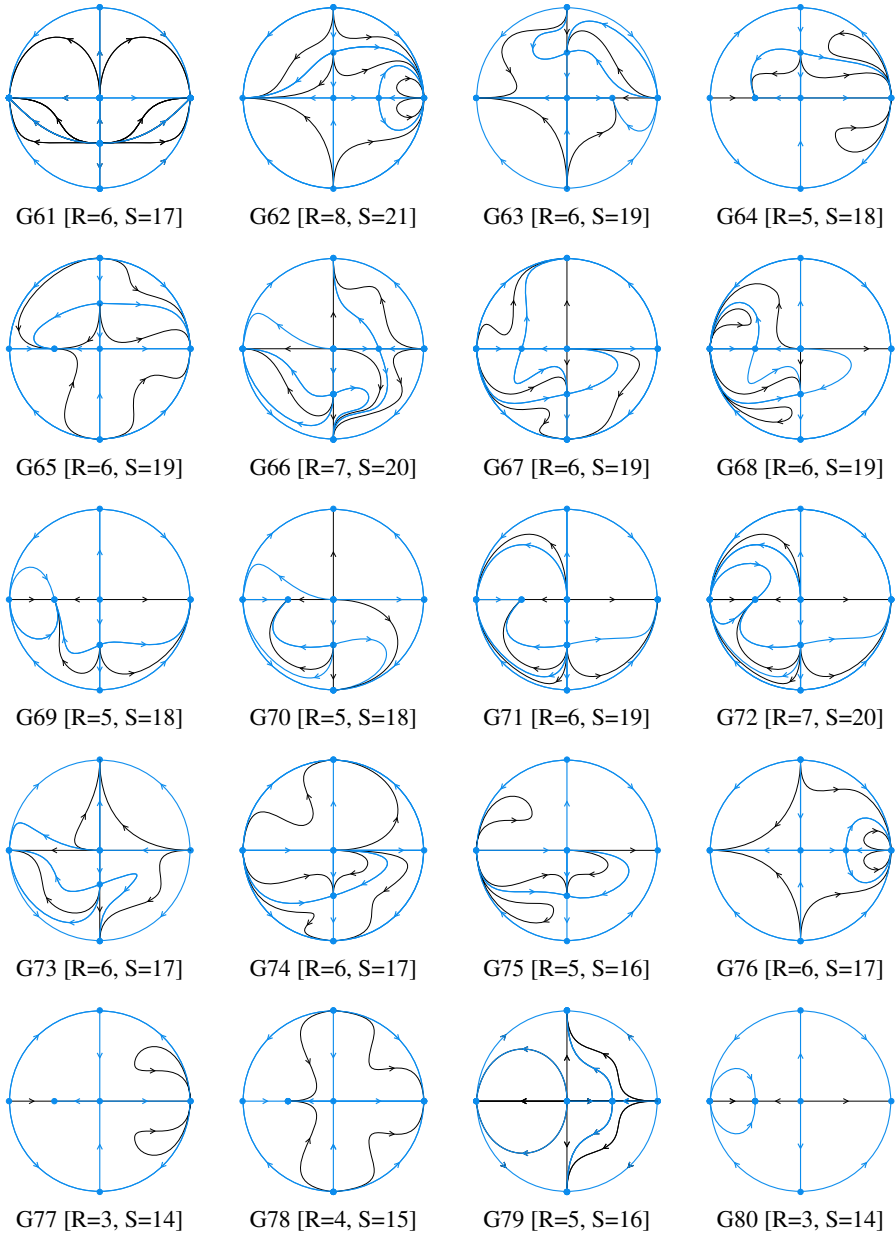 G61 [R=6, S=17] G62 [R=8, S=21] G63 [R=6, S=19] G64 [R=5, S=18]
G65 [R=6, S=19] G66 [R=7, S=20] G67 [R=6, S=19] G68 [R=6, S=19]
G69 [R=5, S=18] G70 [R=5, S=18] G71 [R=6, S=19] G72 [R=7, S=20]
G73 [R=6, S=17] G74 [R=6, S=17] G75 [R=5, S=16] G76 [R=6, S=17]
G77 [R=3, S=14] G78 [R=4, S=15] G79 [R=5, S=16] G80 [R=3, S=14]